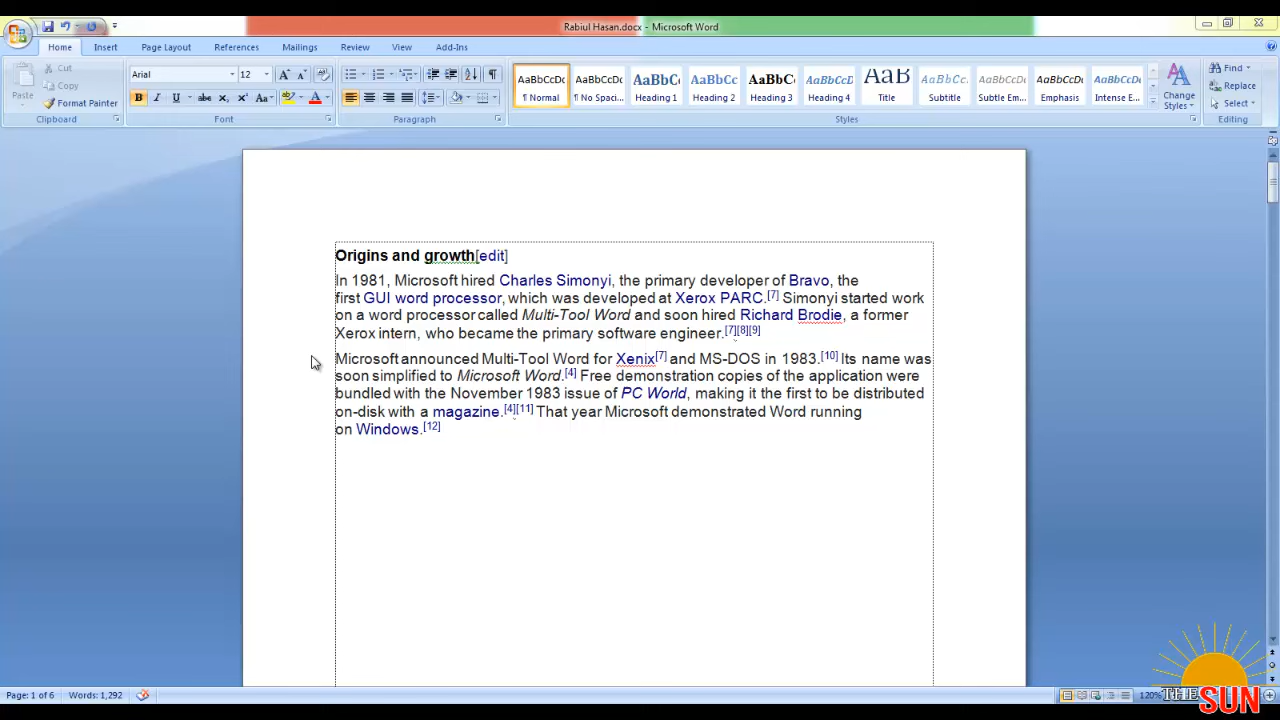 Rabiul Hasan.docx - Microsoft Word
Home Insert Page Layout References Mailings Review View Add-Ins
Paste
Cut
Copy
Format Painter
Clipboard
Arial 12
Font
Paragraph
AaBbCcDc AaBbCcDc AaBbC( AaBbCc AaBbCc AaBbCcD AaB AaBbCcl AaBbCcDi AaBbCcDc AaBbCcDi
¶ Normal ¶ No Spaci... Heading 1 Heading 2 Heading 3 Heading 4 Title Subtitle Subtle Em... Emphasis Intense E...
Change
Styles
Styles
Find
Replace
Select
Editing
Origins and growth[edit]
In 1981, Microsoft hired Charles Simonyi, the primary developer of Bravo, the
first GUI word processor, which was developed at Xerox PARC.[7] Simonyi started work
on a word processor called Multi-Tool Word and soon hired Richard Brodie, a former
Xerox intern, who became the primary software engineer.[7][8][9]
Microsoft announced Multi-Tool Word for Xenix[7] and MS-DOS in 1983.[10] Its name was
soon simplified to Microsoft Word.[4] Free demonstration copies of the application were
bundled with the November 1983 issue of PC World, making it the first to be distributed
on-disk with a magazine.[4][11] That year Microsoft demonstrated Word running
on Windows.[12]
Page: 1 of 6 Words: 1,292
120%
THE SUN